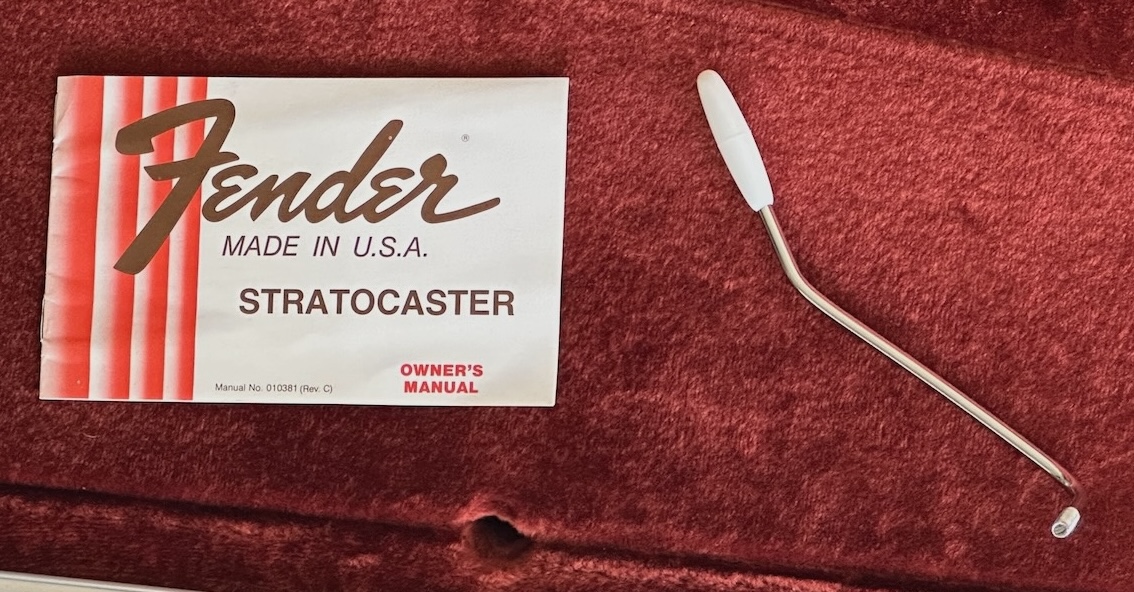 Fender®
MADE IN U.S.A.
STRATOCASTER
OWNER'S
MANUAL
Manual No. 010381 (Rev. C)